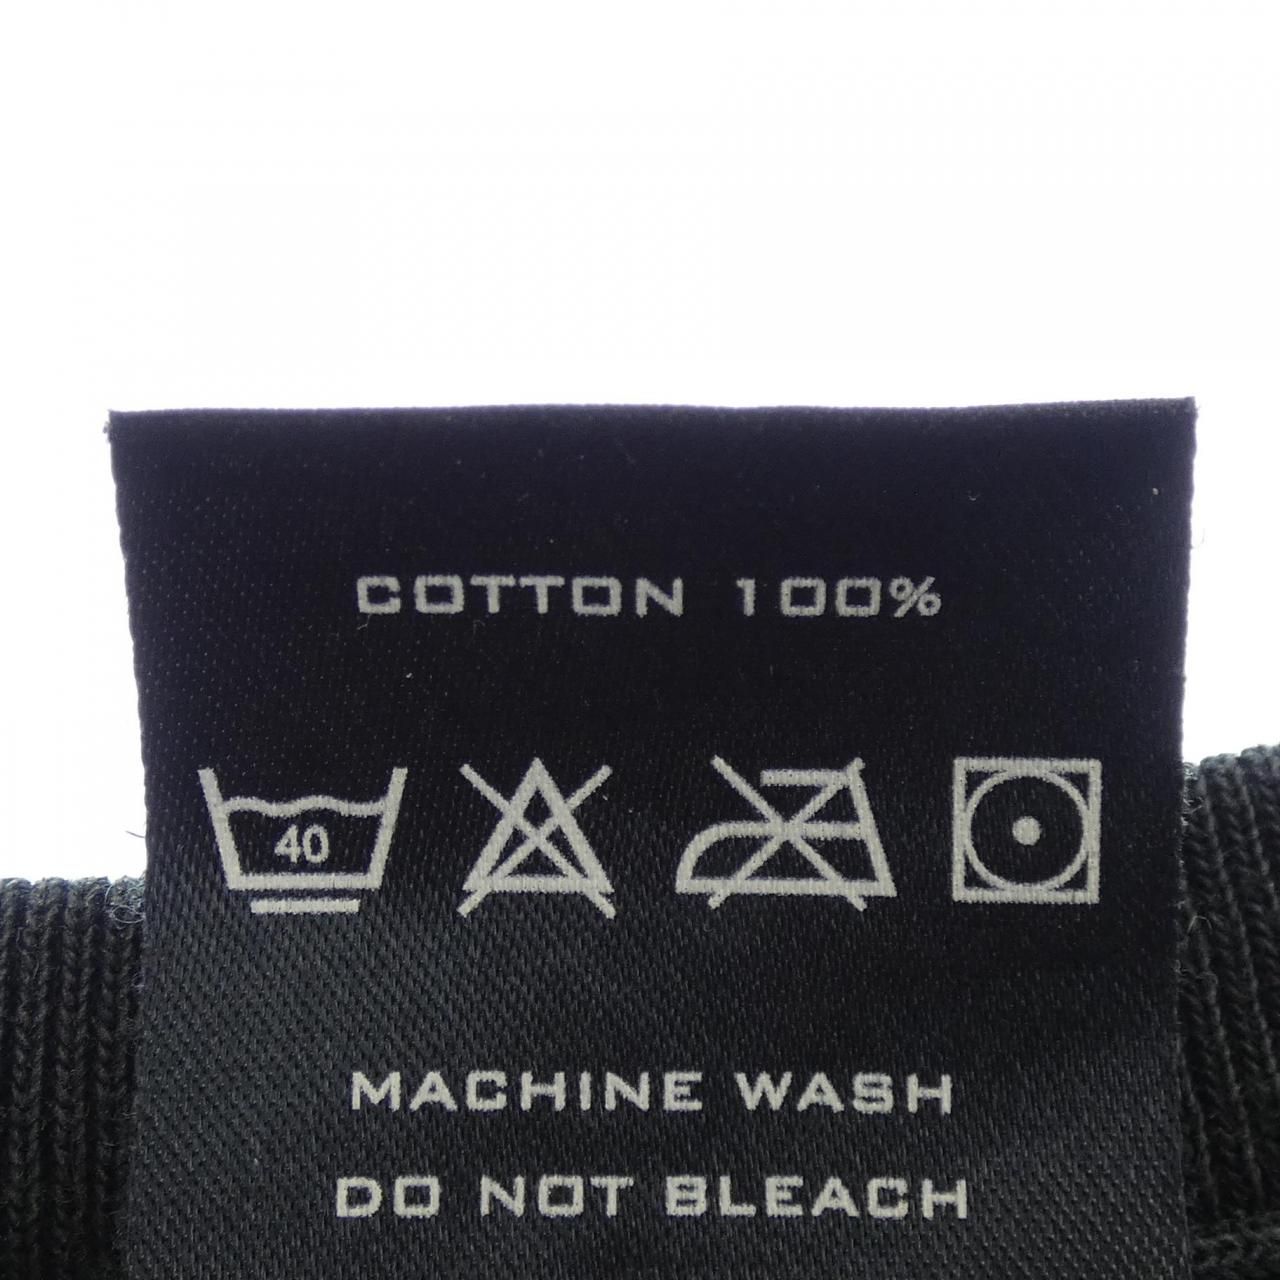 COTTON 100%
40
MACHINE WASH
DO NOT BLEACH